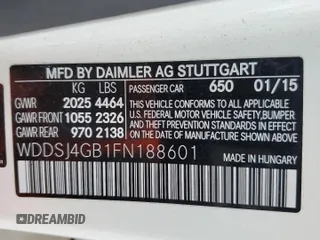 MFD BY DAIMLER AG STUTTGART
KG LBS PASSENGER CAR 650 01/15
GVWR 2025 4464
GAWR FRONT 1055 2326
GAWR REAR 970 2138
THIS VEHICLE CONFORMS TO ALL APPLICABLE
U.S. FEDERAL MOTOR VEHICLE SAFETY, BUMPER
AND THEFT PREVENTION STANDARDS IN EFFECT
ON THE DATE OF MANUFACTURE SHOWN ABOVE.
WDDSJ4GB1FN188601
MADE IN HUNGARY